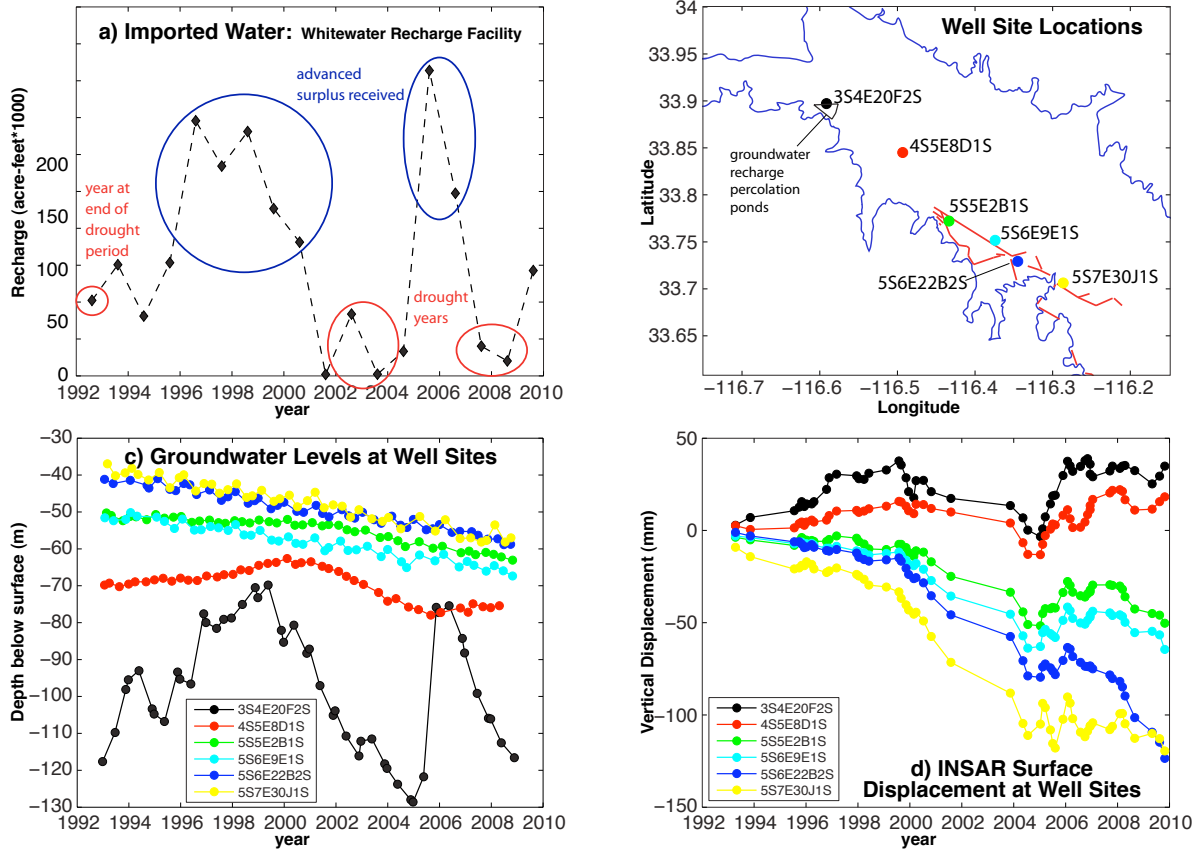 a) Imported Water: Whitewater Recharge Facility
advanced
surplus received
year at
end of
drought
period
drought
years
Recharge (acre-feet*1000)
200
150
100
50
0
1992 1994 1996 1998 2000 2002 2004 2006 2008 2010
year
Well Site Locations
34
33.95
33.9
33.85
33.8
33.75
33.7
33.65
Latitude
3S4E20F2S
4S5E8D1S
groundwater
recharge
percolation
ponds
5S5E2B1S
5S6E9E1S
5S6E22B2S
5S7E30J1S
−116.7 −116.6 −116.5 −116.4 −116.3 −116.2
Longitude
c) Groundwater Levels at Well Sites
Depth below surface (m)
−30
−40
−50
−60
−70
−80
−90
−100
−110
−120
−130
3S4E20F2S
4S5E8D1S
5S5E2B1S
5S6E9E1S
5S6E22B2S
5S7E30J1S
1992 1994 1996 1998 2000 2002 2004 2006 2008 2010
year
Vertical Displacement (mm)
50
0
−50
−100
−150
3S4E20F2S
4S5E8D1S
5S5E2B1S
5S6E9E1S
5S6E22B2S
5S7E30J1S
d) INSAR Surface
Displacement at Well Sites
1992 1994 1996 1998 2000 2002 2004 2006 2008 2010
year